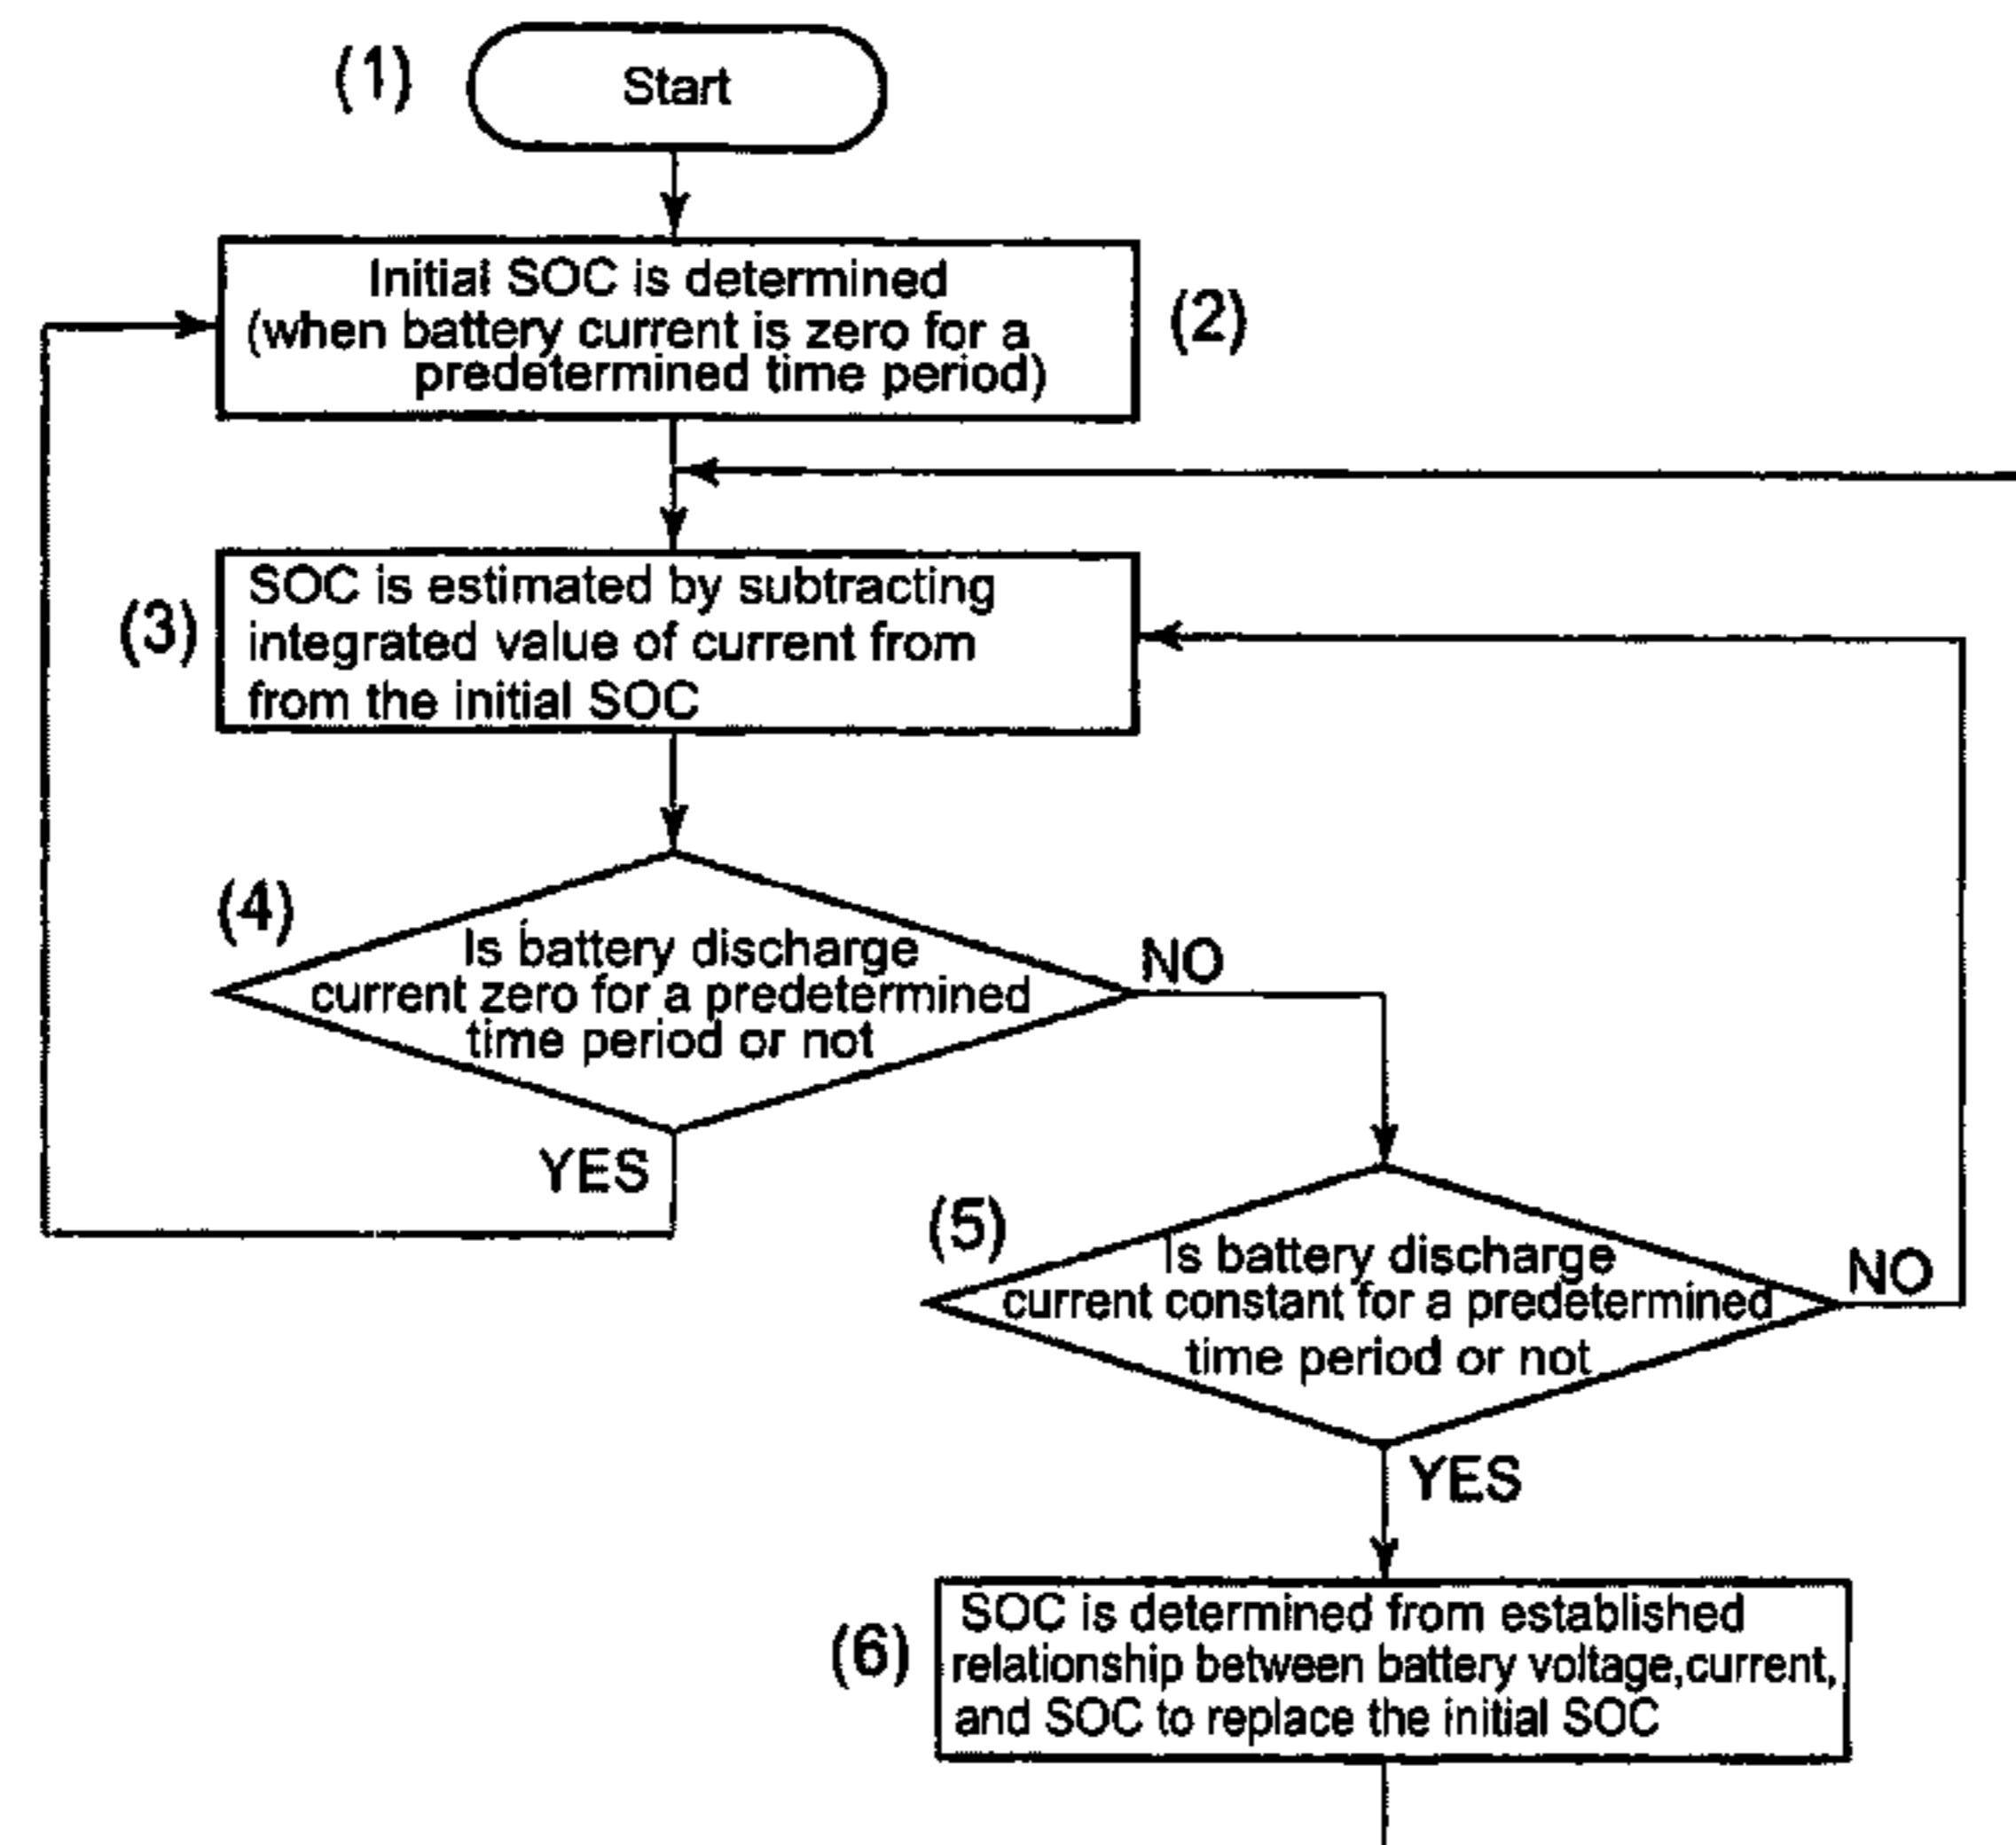 (1)
Start
Initial SOC is determined
(when battery current is zero for a
predetermined time period)
(2)
(3)
SOC is estimated by subtracting
integrated value of current from
from the initial SOC
(4)
Is battery discharge
current zero for a predetermined
time period or not
NO
YES
(5)
Is battery discharge
current constant for a predetermined
time period or not
NO
YES
(6)
SOC is determined from established
relationship between battery voltage,current,
and SOC to replace the initial SOC